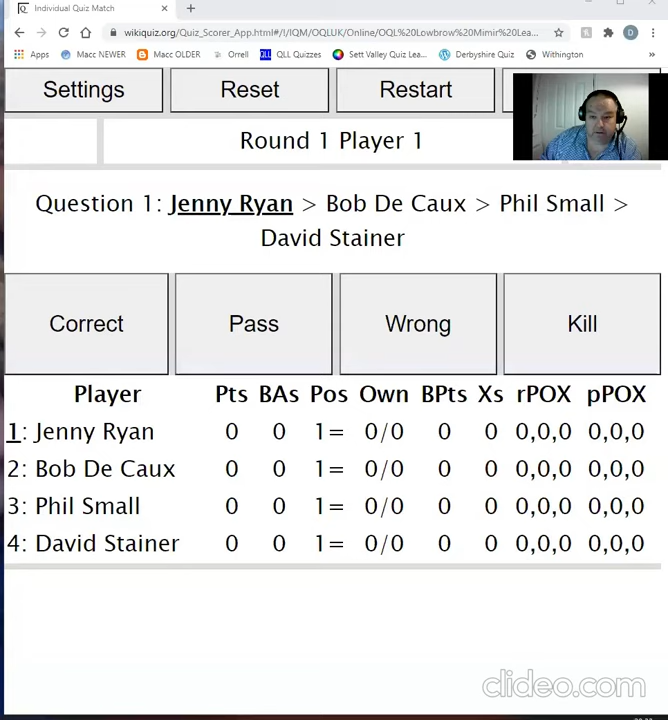 Individual Quiz Match
wikiquiz.org/Quiz_Scorer_App.html#/I/IQM/OQLUK/Online/OQL%20Lowbrow%20Mimir%20Lea...
Apps Macc NEWER Macc OLDER Orrell QLL Quizzes Sett Valley Quiz Lea... Derbyshire Quiz Withington »
Settings Reset Restart
Round 1 Player 1
Question 1: Jenny Ryan > Bob De Caux > Phil Small >
David Stainer
Correct Pass Wrong Kill
Player Pts BAs Pos Own BPts Xs rPOX pPOX
1: Jenny Ryan 0 0 1= 0/0 0 0 0,0,0 0,0,0
2: Bob De Caux 0 0 1= 0/0 0 0 0,0,0 0,0,0
3: Phil Small 0 0 1= 0/0 0 0 0,0,0 0,0,0
4: David Stainer 0 0 1= 0/0 0 0 0,0,0 0,0,0
clideo.com